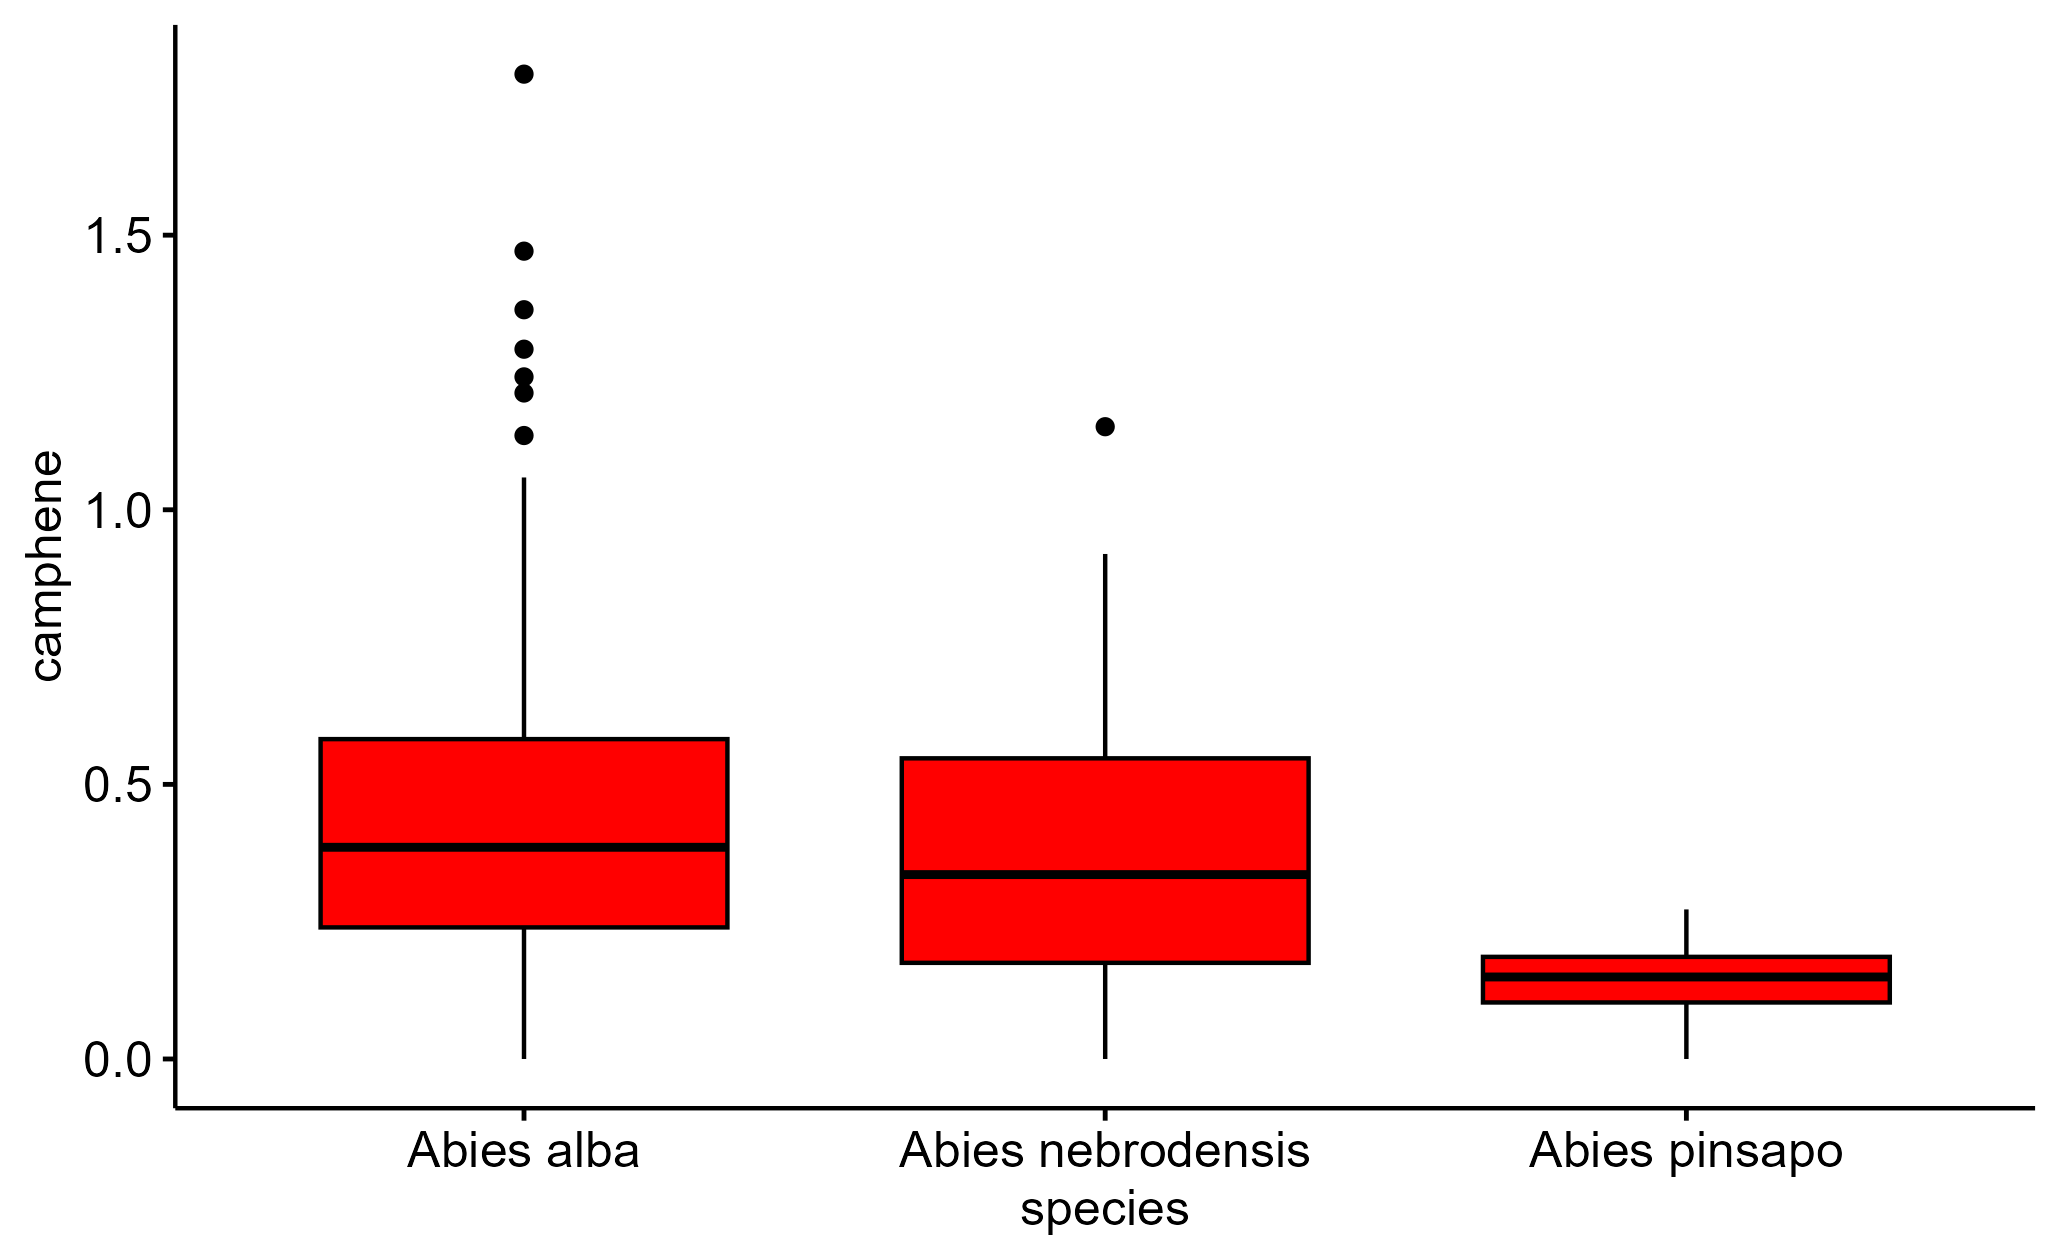 camphene
1.5
1.0
0.5
0.0
Abies alba
Abies nebrodensis
Abies pinsapo
species